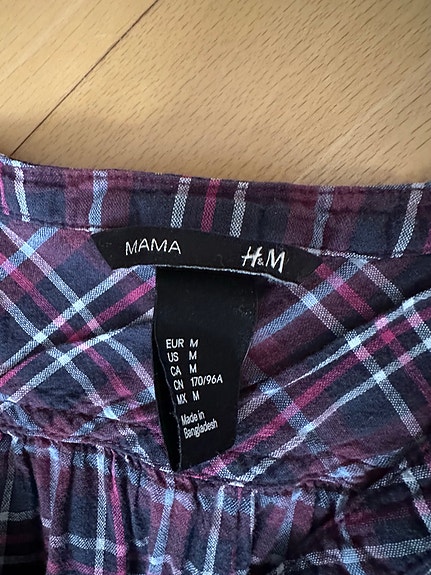 MAMA H&M
EUR M
US M
CA M
CN 170/96A
MX M
Made in
Bangladesh